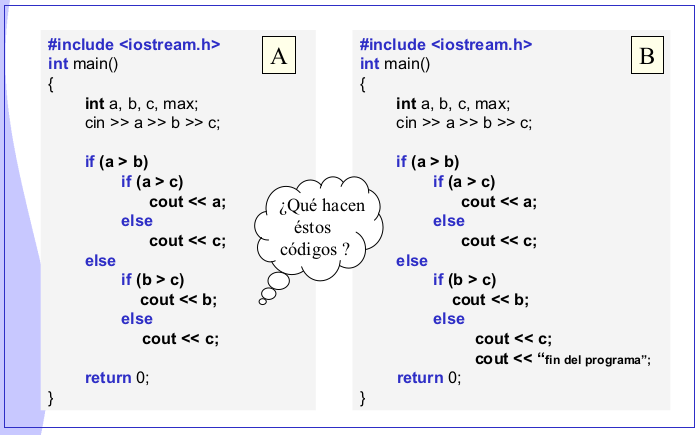 A
#include <iostream.h>
int main()
{
int a, b, c, max;
cin >> a >> b >> c;
if (a > b)
if (a > c)
cout << a;
else
cout << c;
else
if (b > c)
cout << b;
else
cout << c;
return 0;
}
¿Qué hacen
éstos
códigos ?
B
#include <iostream.h>
int main()
{
int a, b, c, max;
cin >> a >> b >> c;
if (a > b)
if (a > c)
cout << a;
else
cout << c;
else
if (b > c)
cout << b;
else
cout << c;
cout << “fin del programa”;
return 0;
}